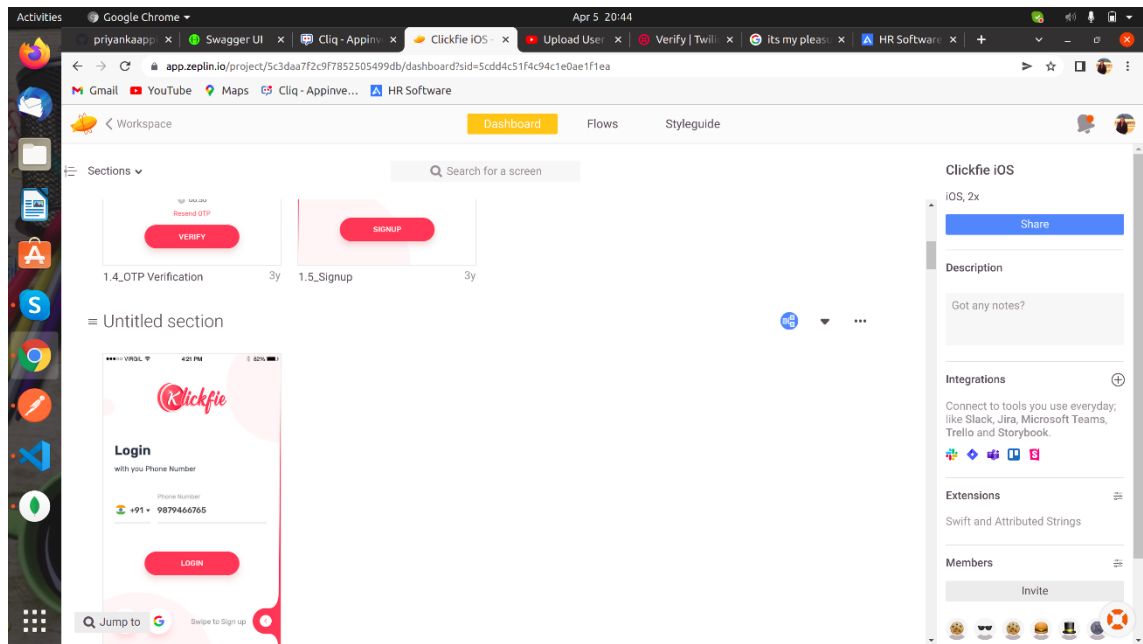 Activities Google Chrome Apr 5 20:44
priyankaapp Swagger UI Cliq - Appinv Clickfie iOS - Upload User Verify | Twili its my pleasu HR Software
app.zeplin.io/project/5c3daa7f2c9f7852505499db/dashboard?sid=5cdd4c51f4c94c1e0ae1f1ea
Gmail YouTube Maps Cliq - Appinve... HR Software
Workspace Dashboard Flows Styleguide
Sections Search for a screen
Clickfie iOS
iOS, 2x
Share
Description
Got any notes?
Integrations
Connect to tools you use everyday;
like Slack, Jira, Microsoft Teams,
Trello and Storybook.
Extensions
Swift and Attributed Strings
Members
Invite
Resend OTP
VERIFY
SIGNUP
1.4_OTP Verification 3y 1.5_Signup 3y
Untitled section
VIRGIL 4:21 PM 82%
Klickfie
Login
with you Phone Number
Phone Number
+91 9879466765
LOGIN
Jump to Swipe to Sign up